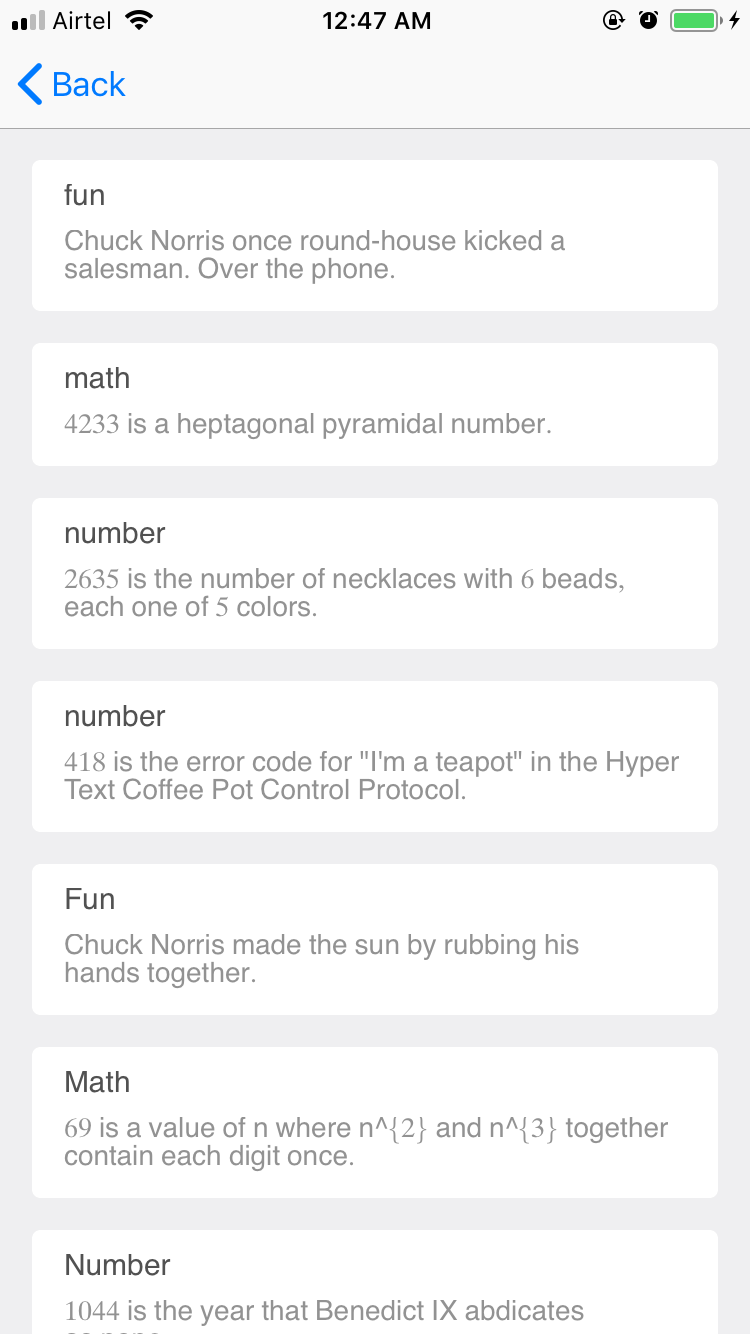 Airtel
12:47 AM
Back
fun
Chuck Norris once round-house kicked a
salesman. Over the phone.
math
4233 is a heptagonal pyramidal number.
number
2635 is the number of necklaces with 6 beads,
each one of 5 colors.
number
418 is the error code for "I'm a teapot" in the Hyper
Text Coffee Pot Control Protocol.
Fun
Chuck Norris made the sun by rubbing his
hands together.
Math
69 is a value of n where n^{2} and n^{3} together
contain each digit once.
Number
1044 is the year that Benedict IX abdicates